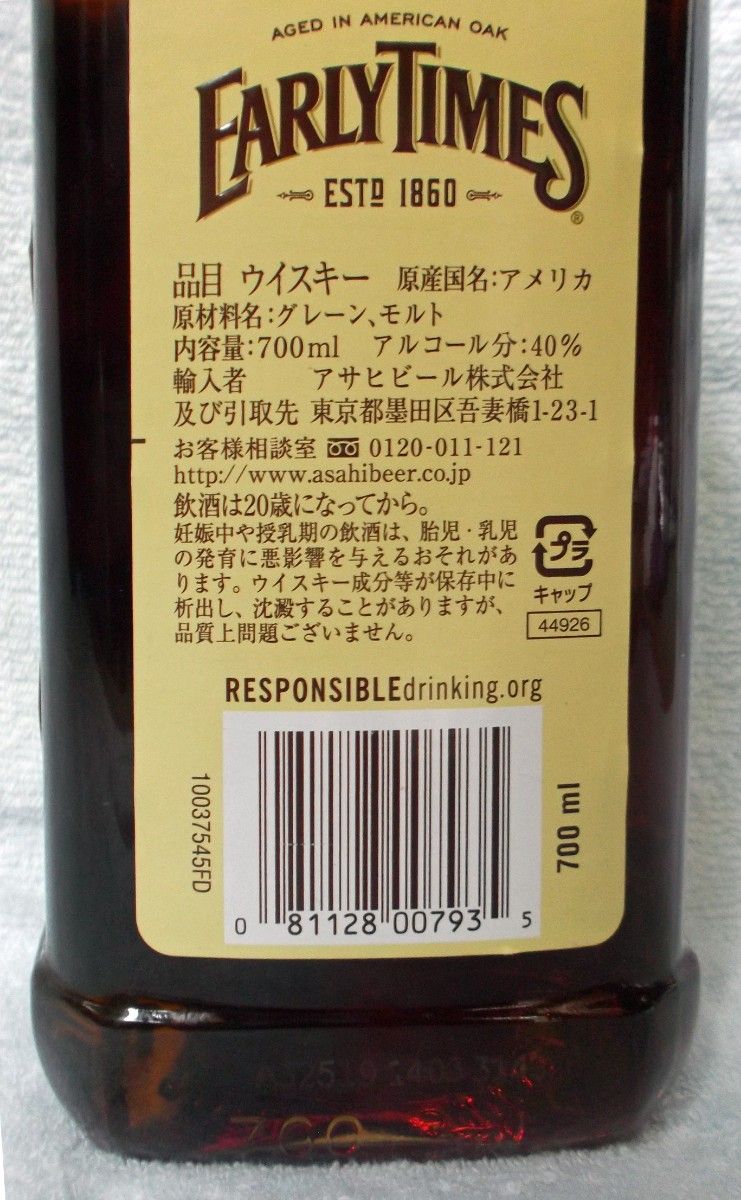 AGED IN AMERICAN OAK
EARLY TIMES
ESTD 1860
®
品目 ウイスキー 原産国名:アメリカ
原材料名:グレーン、モルト
内容量:700ml アルコール分:40%
輸入者 アサヒビール株式会社
及び引取先 東京都墨田区吾妻橋1-23-1
お客様相談室 0120-011-121
http://www.asahibeer.co.jp
飲酒は20歳になってから。
妊娠中や授乳期の飲酒は、胎児・乳児
の発育に悪影響を与えるおそれがあ
ります。ウイスキー成分等が保存中に
析出し、沈澱することがありますが、
品質上問題ございません。
プラ
キャップ
44926
RESPONSIBLEdrinking.org
10037545FD
700 ml
0 81128 00793 5